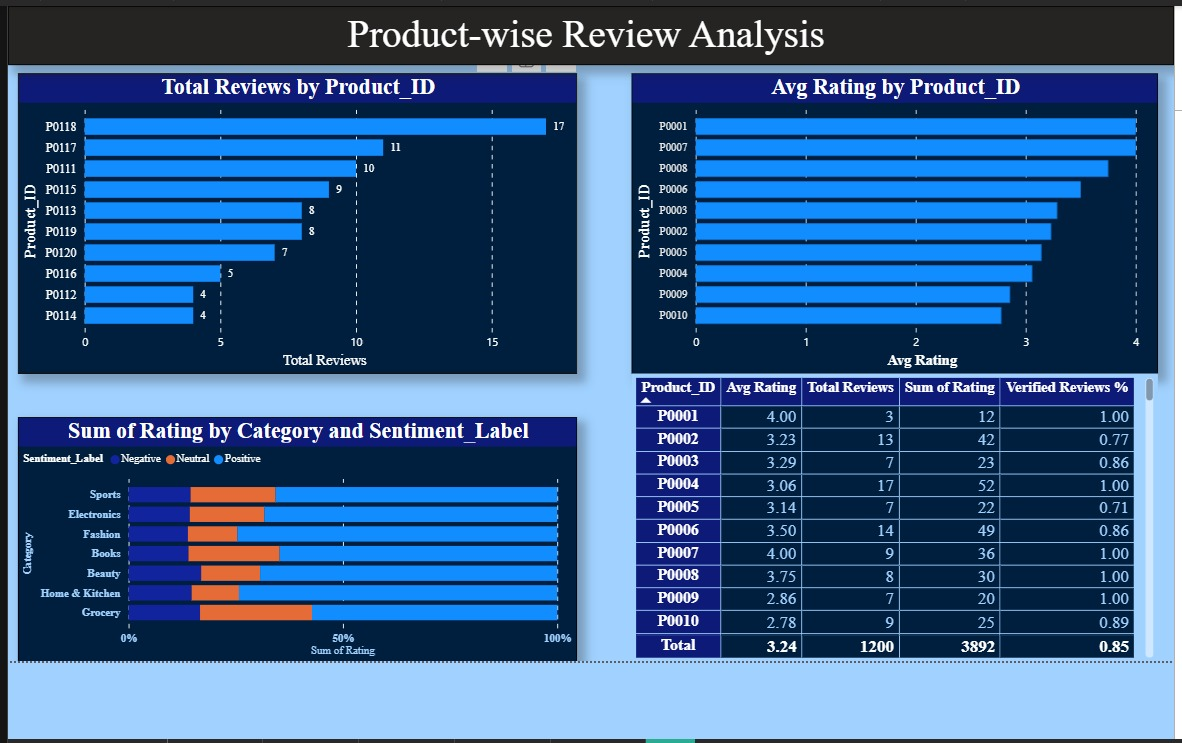 Product-wise Review Analysis
Total Reviews by Product_ID
Product_ID
P0118 17
P0117 11
P0111 10
P0115 9
P0113 8
P0119 8
P0120 7
P0116 5
P0112 4
P0114 4
0 5 10 15
Total Reviews
Avg Rating by Product_ID
Product_ID
P0001
P0007
P0008
P0006
P0003
P0002
P0005
P0004
P0009
P0010
0 1 2 3 4
Avg Rating
Sum of Rating by Category and Sentiment_Label
Sentiment_Label Negative Neutral Positive
Category
Sports
Electronics
Fashion
Books
Beauty
Home & Kitchen
Grocery
0% 50% 100%
Sum of Rating
Product_ID Avg Rating Total Reviews Sum of Rating Verified Reviews %
P0001 4.00 3 12 1.00
P0002 3.23 13 42 0.77
P0003 3.29 7 23 0.86
P0004 3.06 17 52 1.00
P0005 3.14 7 22 0.71
P0006 3.50 14 49 0.86
P0007 4.00 9 36 1.00
P0008 3.75 8 30 1.00
P0009 2.86 7 20 1.00
P0010 2.78 9 25 0.89
Total 3.24 1200 3892 0.85